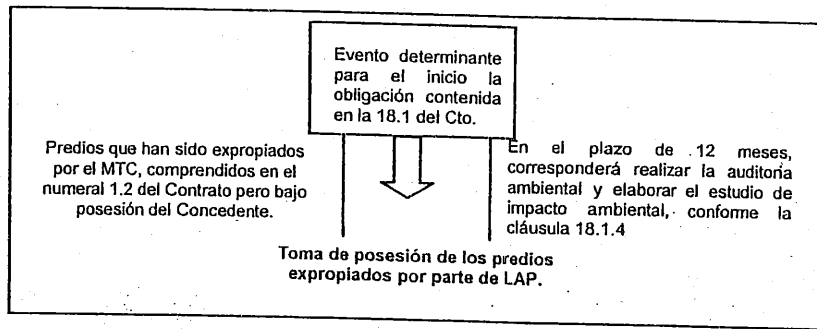 Evento determinante
para el inicio la
obligación contenida
en la 18.1 del Cto.
Predios que han sido expropiados
por el MTC, comprendidos en el
numeral 1.2 del Contrato pero bajo
posesión del Concedente.
En el plazo de 12 meses,
corresponderá realizar la auditoria
ambiental y elaborar el estudio de
impacto ambiental, conforme la
cláusula 18.1.4
Toma de posesión de los predios
expropiados por parte de LAP.